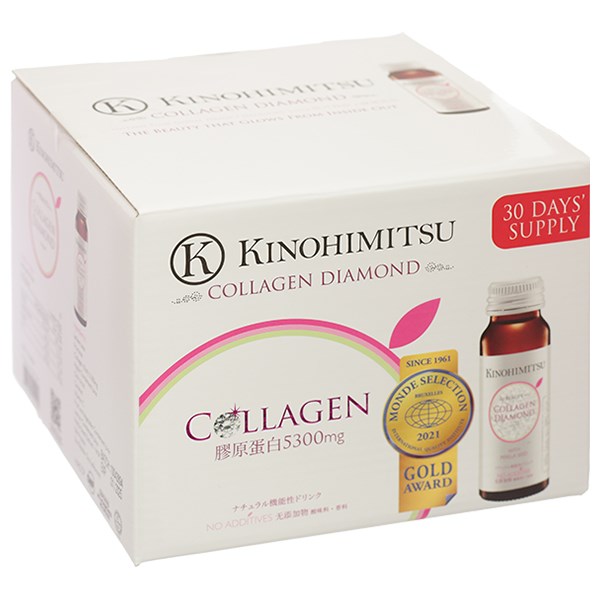 K KINOHIMITSU
COLLAGEN DIAMOND
THE BEAUTY THAT GLOWS FROM INSIDE OUT
30 DAYS'
SUPPLY
K KINOHIMITSU
COLLAGEN DIAMOND
COLLAGEN
膠原蛋白5300mg
ナチュラル機能性ドリンク
NO ADDITIVES 无添加物
SINCE 1961
MONDE SELECTION
BRUXELLES
2021
INTERNATIONAL QUALITY
GOLD
AWARD
KINOHIMITSU
COLLAGEN
DIAMOND